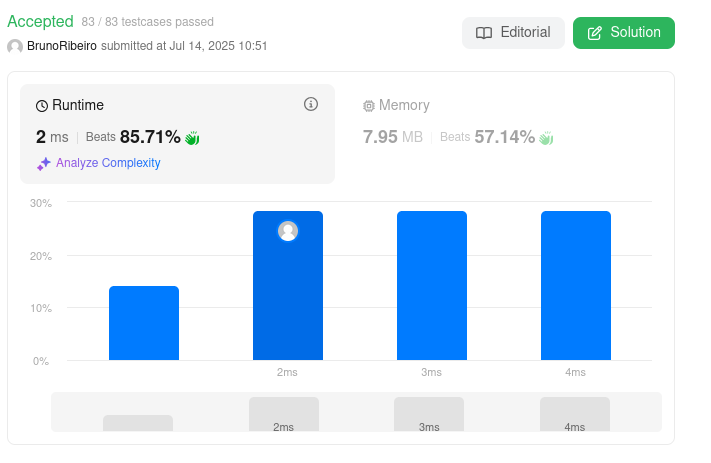 Accepted 83 / 83 testcases passed
BrunoRibeiro submitted at Jul 14, 2025 10:51
Editorial
Solution
Runtime
2 ms | Beats 85.71%
Analyze Complexity
Memory
7.95 MB | Beats 57.14%
30%
20%
10%
0%
2ms 3ms 4ms
2ms 3ms 4ms